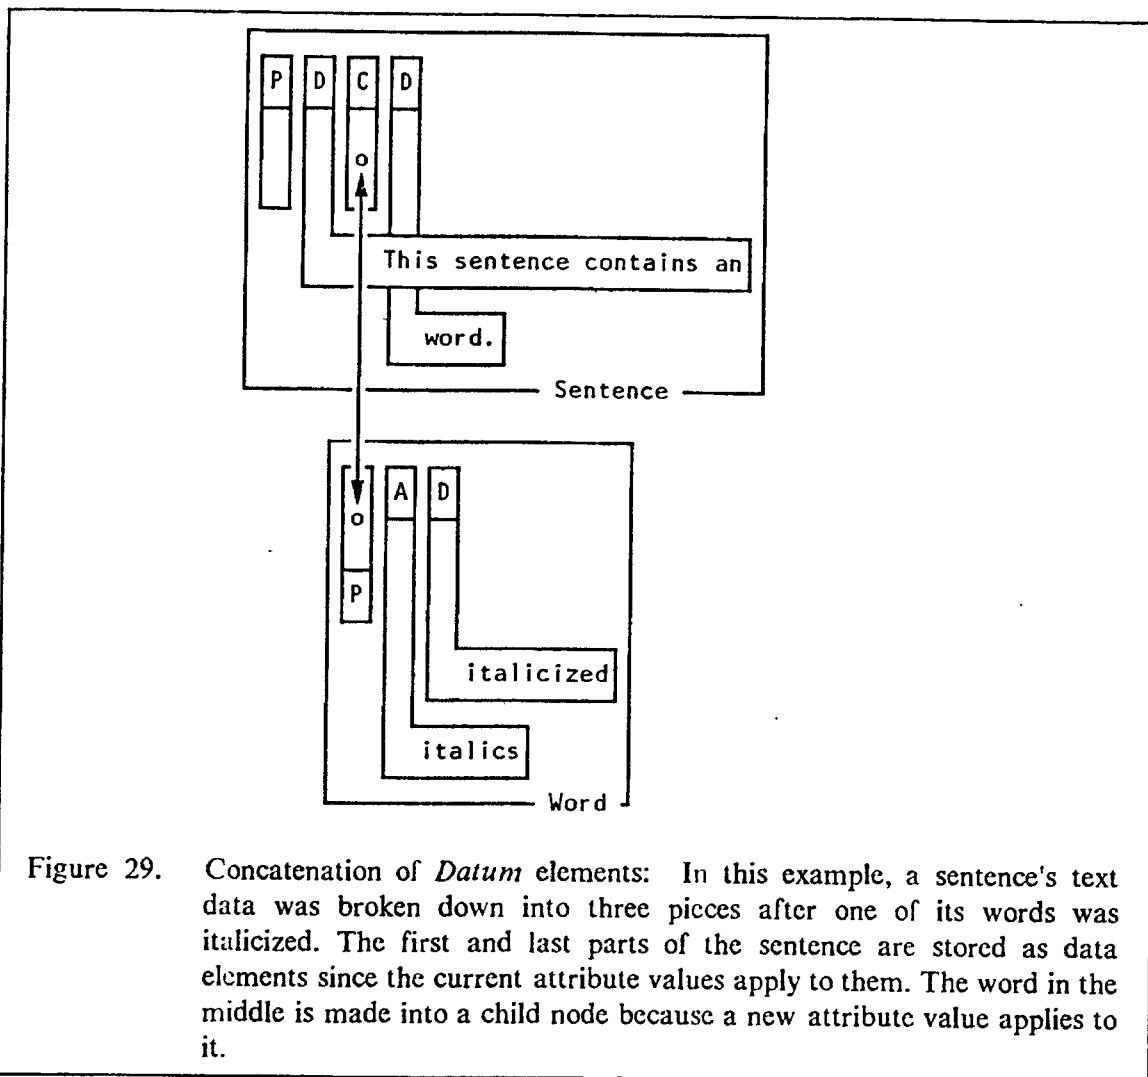 P D C D
o
This sentence contains an
word.
Sentence
o A D
P
italicized
italics
Word
Figure 29. Concatenation of Datum elements: In this example, a sentence's text
data was broken down into three pieces after one of its words was
italicized. The first and last parts of the sentence are stored as data
elements since the current attribute values apply to them. The word in the
middle is made into a child node because a new attribute value applies to
it.